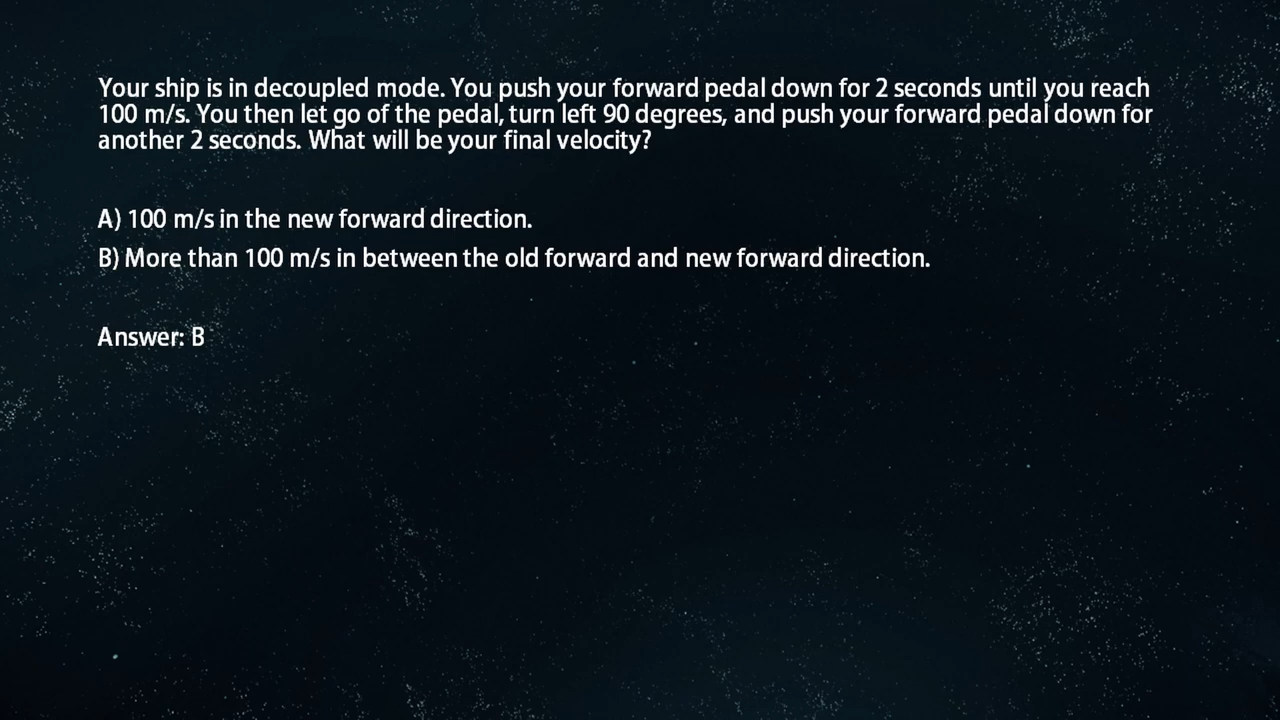 Your ship is in decoupled mode. You push your forward pedal down for 2 seconds until you reach
100 m/s. You then let go of the pedal, turn left 90 degrees, and push your forward pedal down for
another 2 seconds. What will be your final velocity?
A) 100 m/s in the new forward direction.
B) More than 100 m/s in between the old forward and new forward direction.
Answer: B